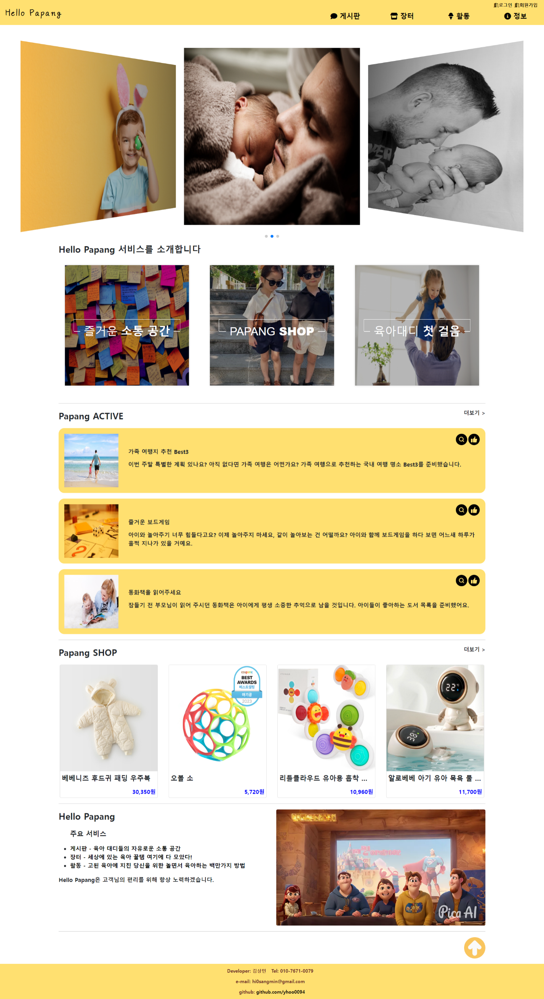 로그인 회원가입
Hello Papang
게시판 장터 활동 정보
Hello Papang 서비스를 소개합니다
즐거운 소통 공간
PAPANG SHOP
육아대디 첫 걸음
Papang ACTIVE
더보기 >
가족 여행지 추천 Best3
이번 주말 특별한 계획 있나요? 아직 없다면 가족 여행은 어떤가요? 가족 여행으로 추천하는 국내 여행 명소 Best3를 준비했습니다.
즐거운 보드게임
아이와 놀아주기 너무 힘들다고요? 이제 놀아주지 마세요, 같이 놀아보는 건 어떨까요? 아이와 함께 보드게임을 하다 보면 어느새 하루가
훌쩍 지나가 있을 거예요.
동화책을 읽어주세요
잠들기 전 부모님이 읽어 주시던 동화책은 아이에게 평생 소중한 추억으로 남을 것입니다. 아이들이 좋아하는 도서 목록을 준비했어요.
Papang SHOP
더보기 >
coupang
BEST
AWARDS
베스트셀링
아기공
2023
22 °C
베베니즈 후드귀 패딩 우주복
30,350원
오볼 소
5,720원
리틀클라우드 유아용 흡착 ...
10,960원
알로베베 아기 유아 목욕 물 ...
11,700원
Hello Papang
주요 서비스
게시판 - 육아 대디들의 자유로운 소통 공간
장터 - 세상에 있는 육아 꿀템 여기에 다 모았다!
활동 - 고된 육아에 지친 당신을 위한 놀면서 육아하는 백만가지 방법
Hello Papang은 고객님의 편리를 위해 항상 노력하겠습니다.
Pica AI
Developer: 김상민 Tel: 010-7671-0079
e-mail: hi0sangmin@gmail.com
github: github.com/yhoo0094